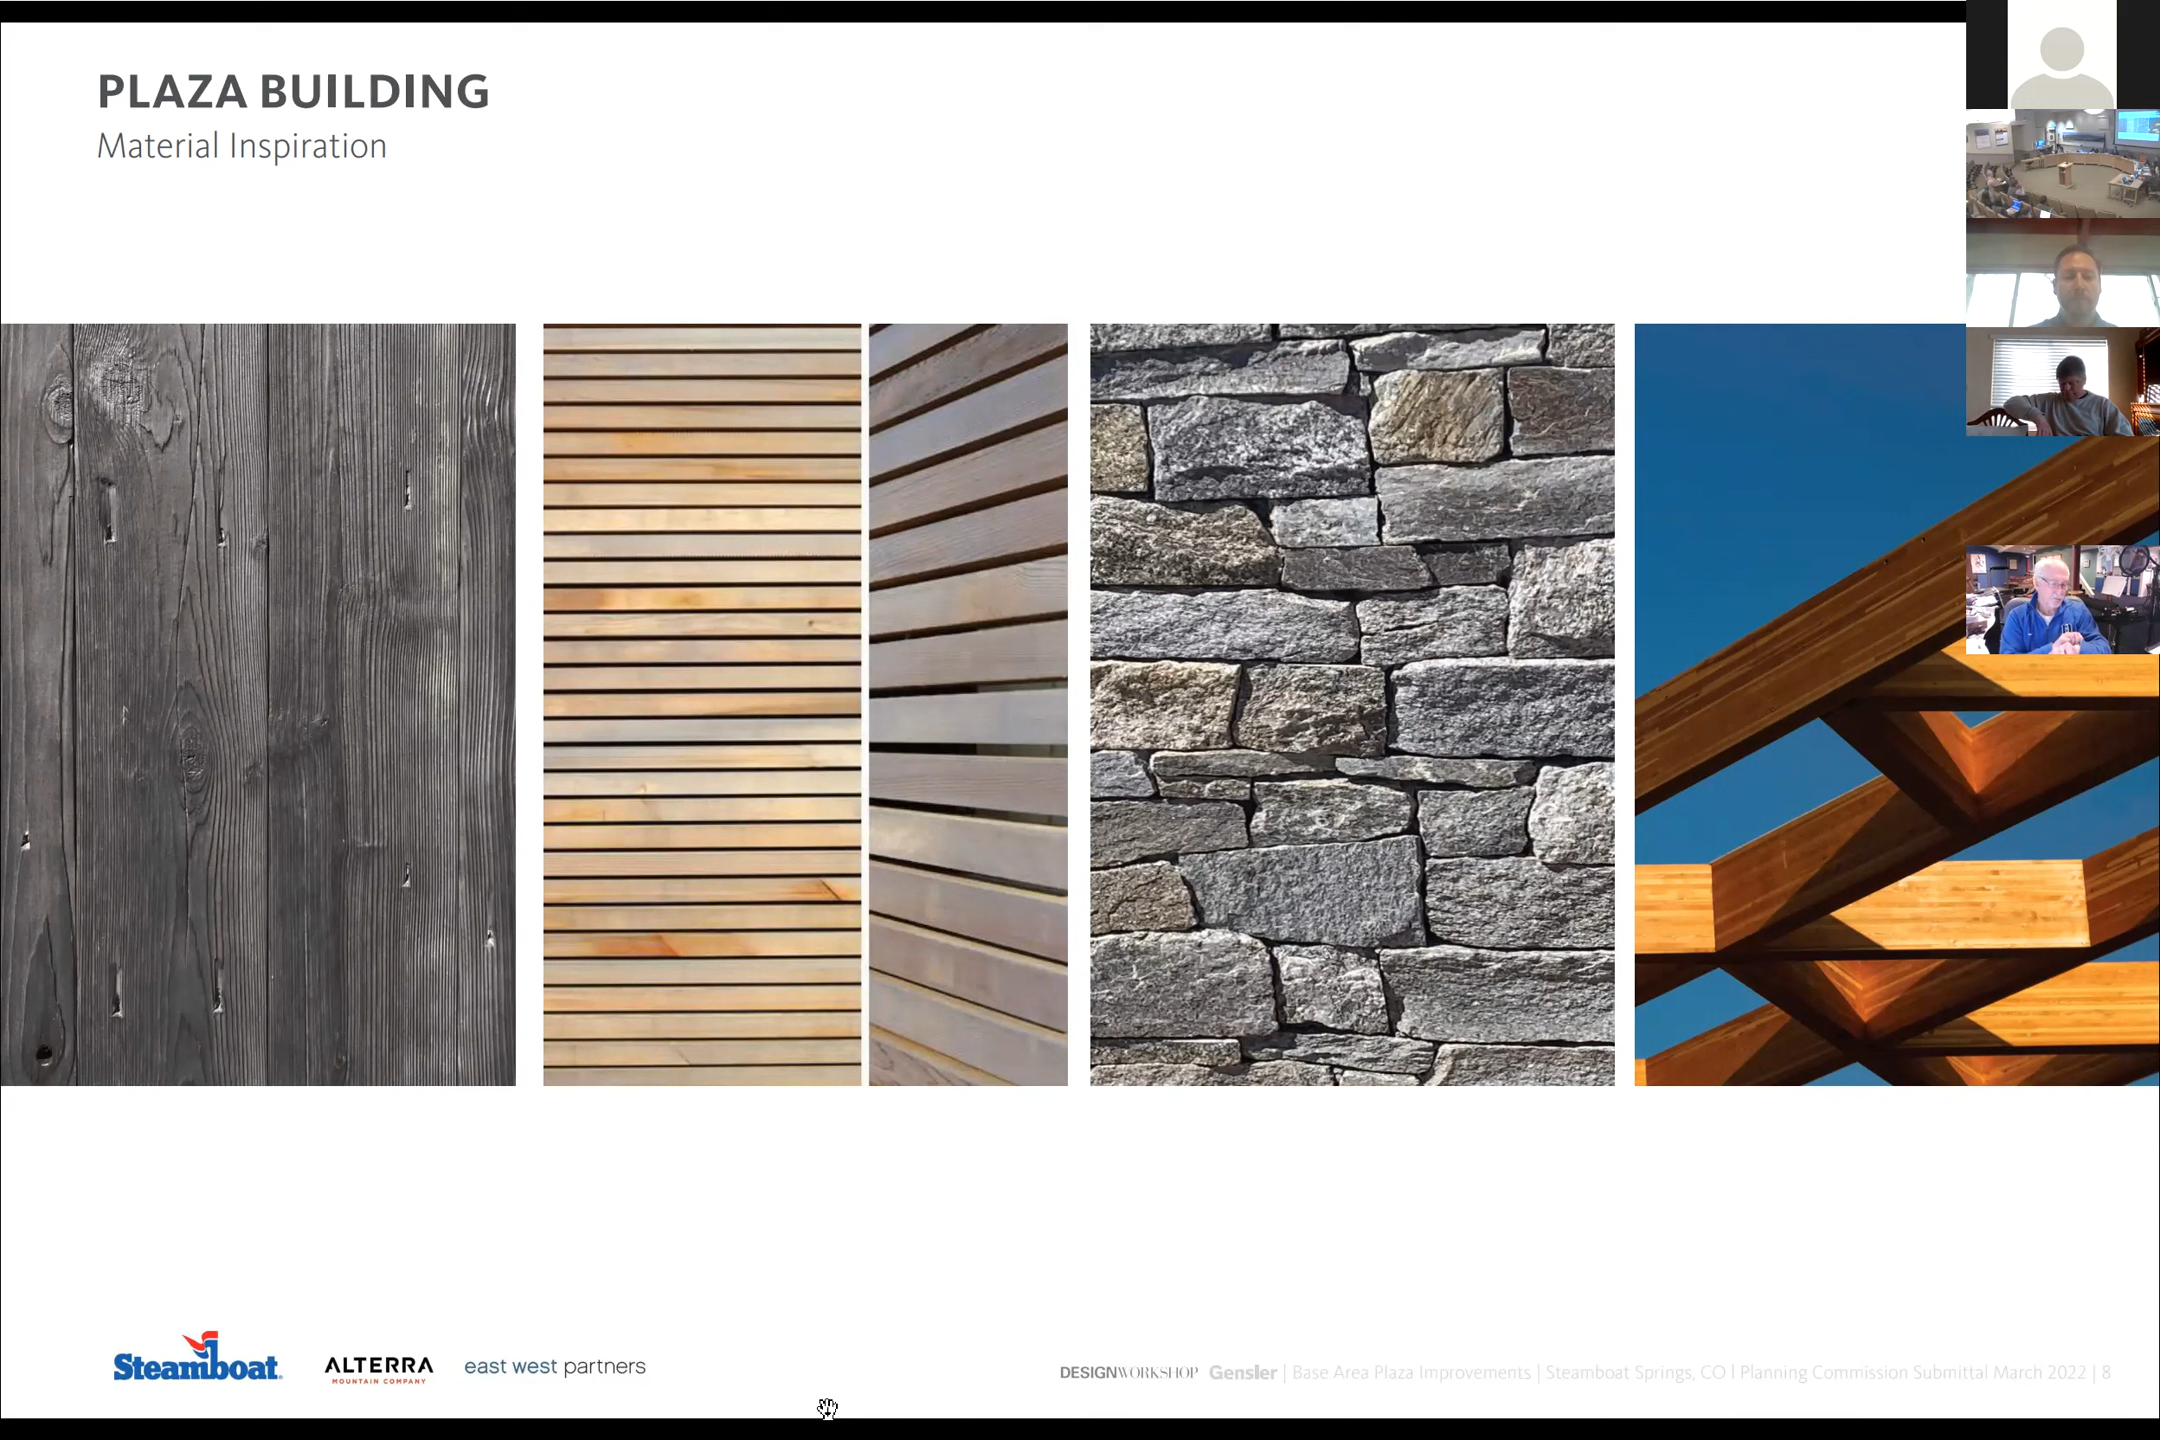 PLAZA BUILDING
Material Inspiration
Steamboat
ALTERRA
MOUNTAIN COMPANY
east west partners
DESIGNWORKSHOP Gensler | Base Area Plaza Improvements | Steamboat Springs, CO | Planning Commission Submittal March 2022 | 8